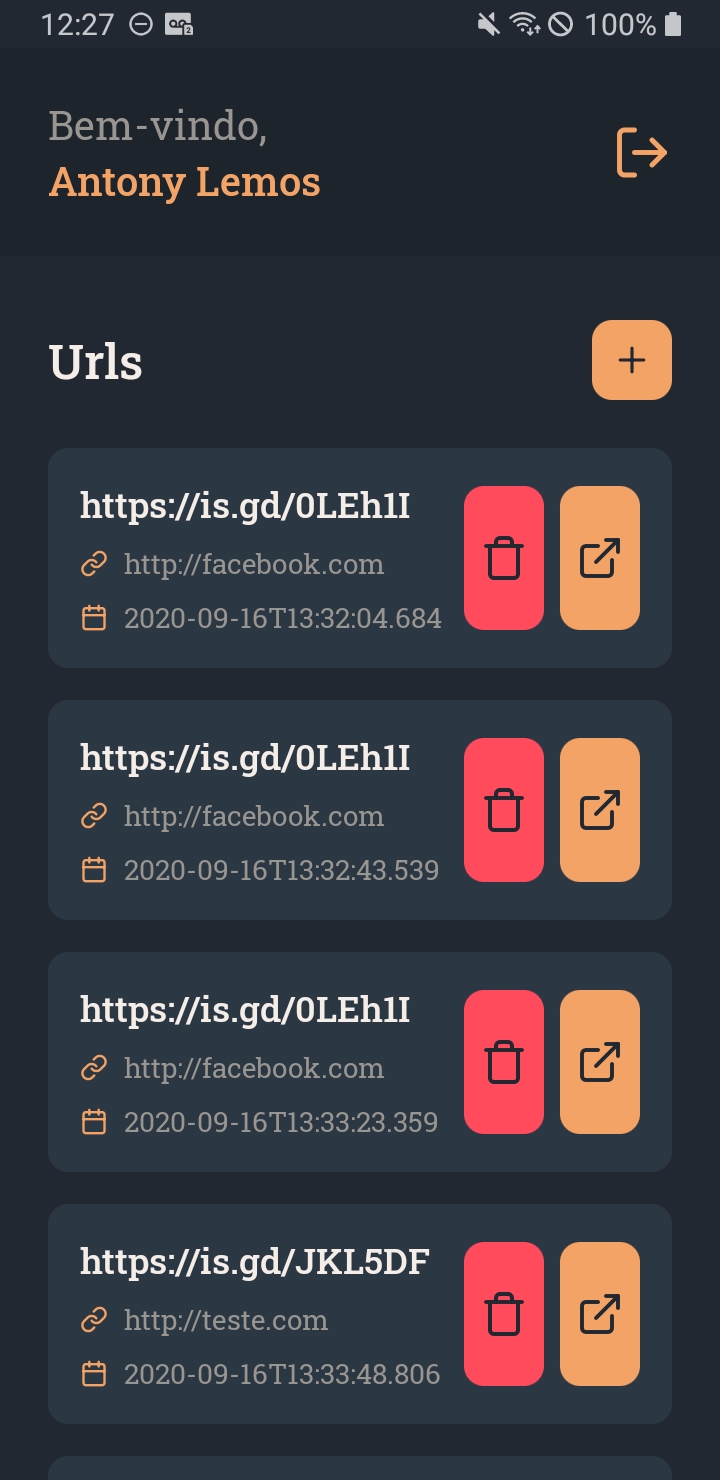 12:27
100%
Bem-vindo,
Antony Lemos
Urls
https://is.gd/0LEh1I
http://facebook.com
2020-09-16T13:32:04.684
https://is.gd/0LEh1I
http://facebook.com
2020-09-16T13:32:43.539
https://is.gd/0LEh1I
http://facebook.com
2020-09-16T13:33:23.359
https://is.gd/JKL5DF
http://teste.com
2020-09-16T13:33:48.806